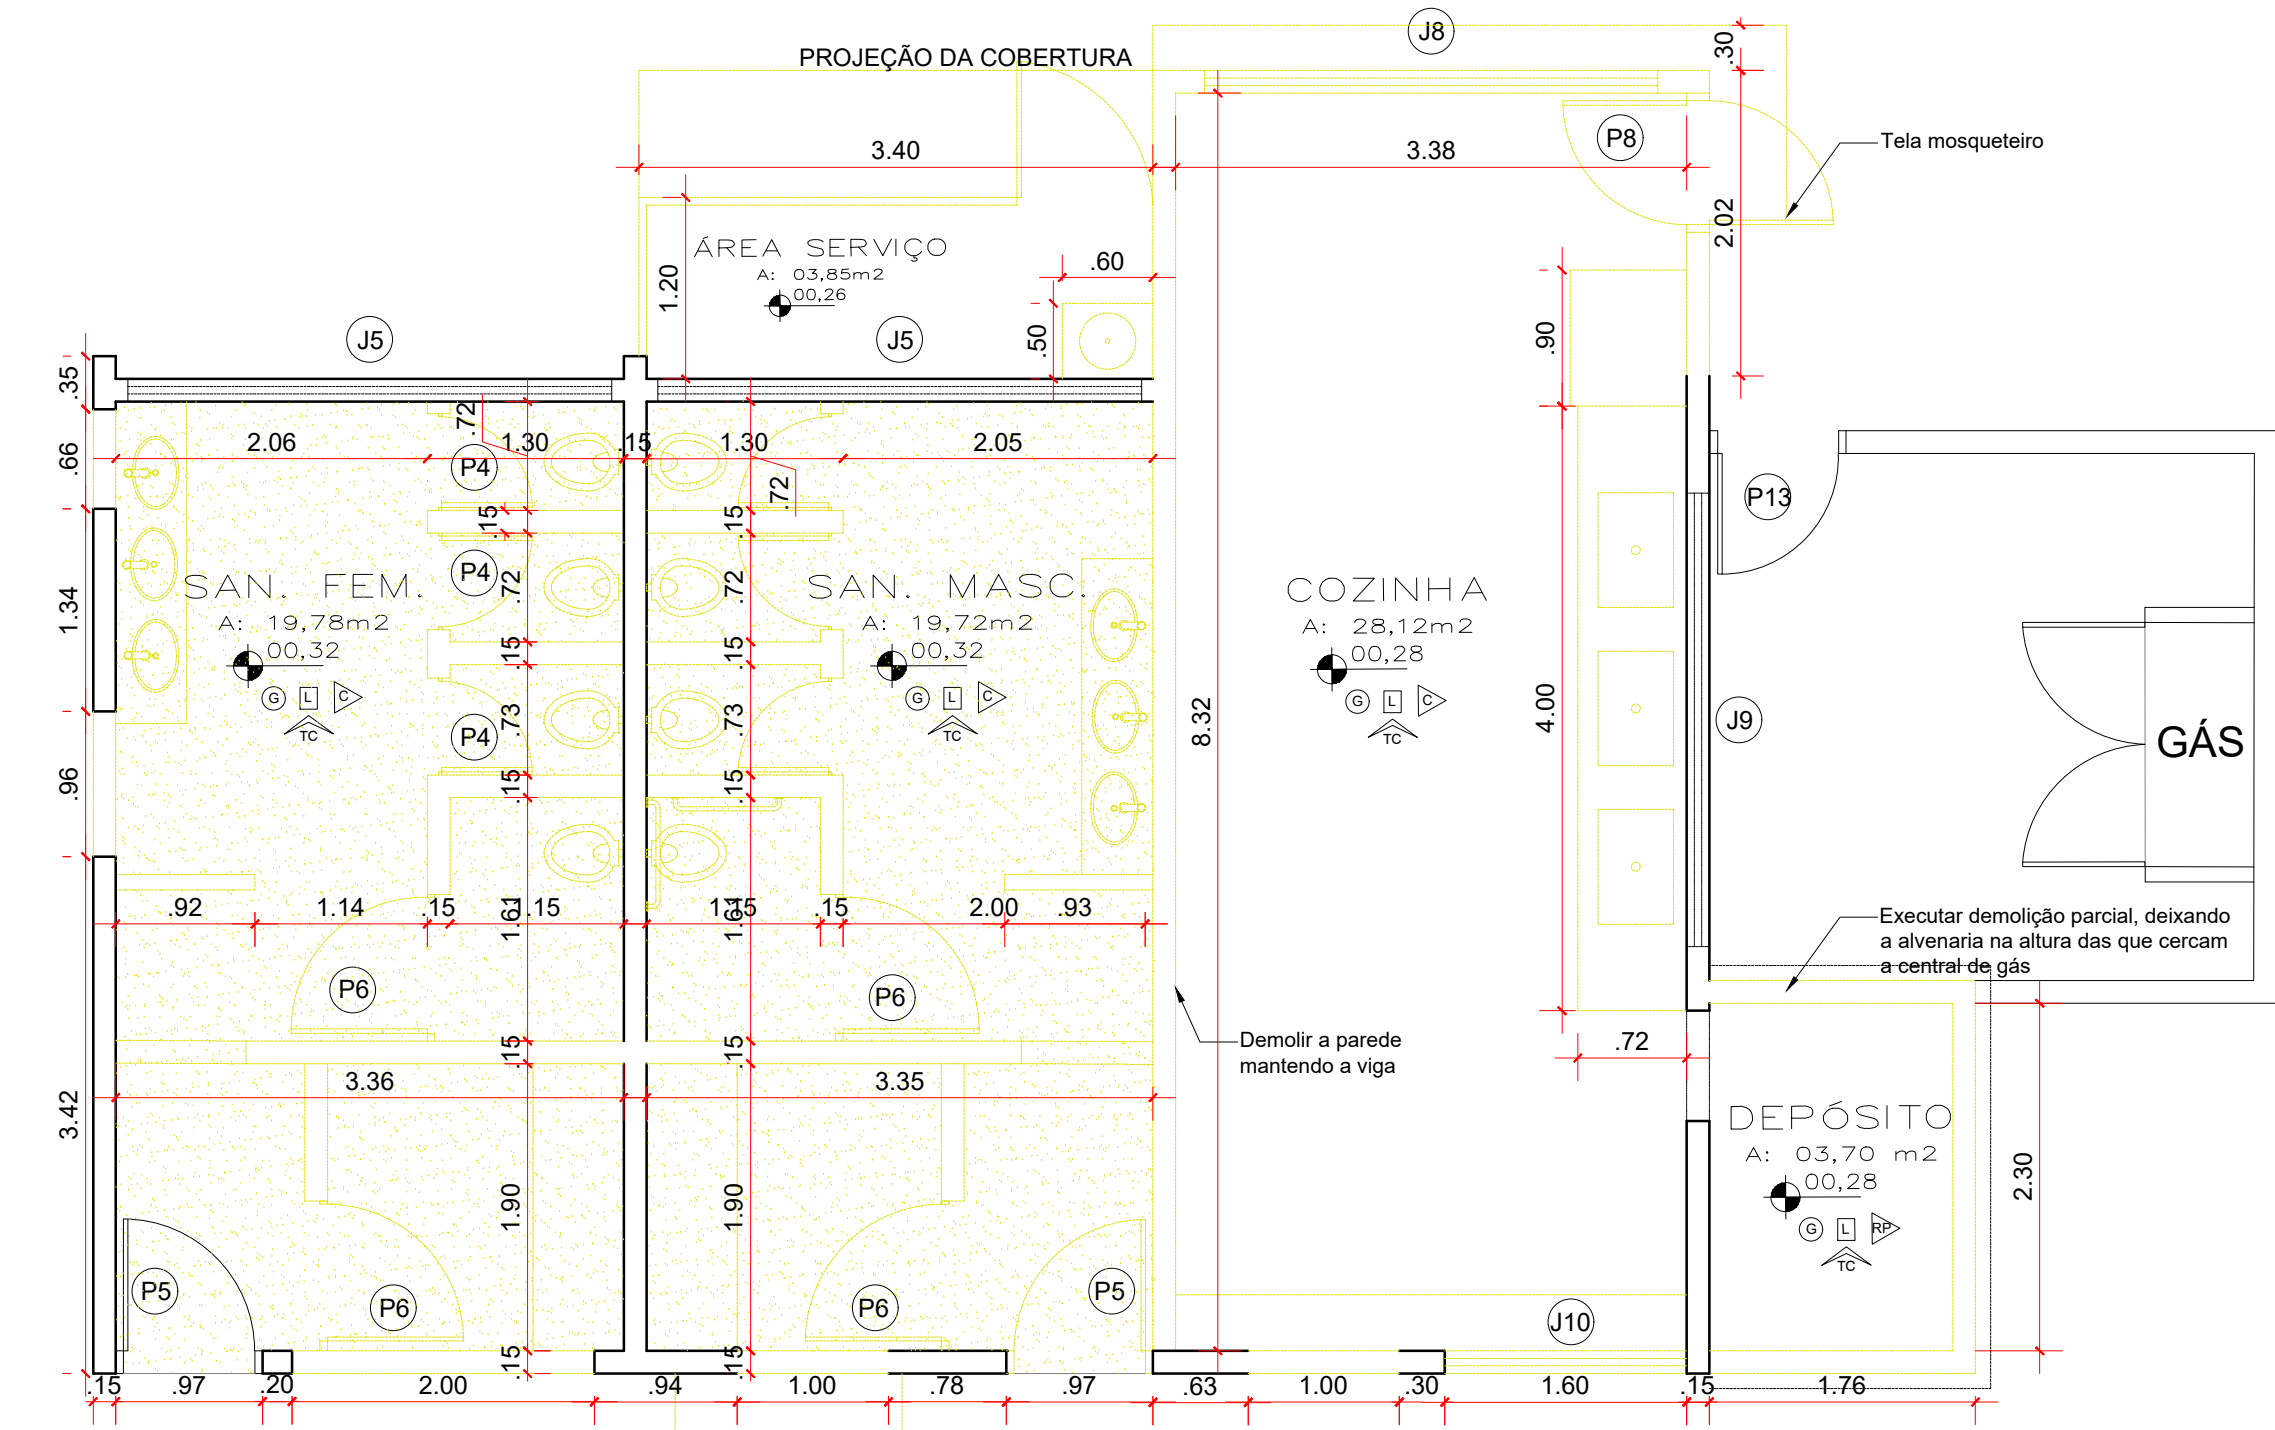 J8
PROJEÇÃO DA COBERTURA
.30
P8
Tela mosqueteiro
3.40
3.38
2.02
ÁREA SERVIÇO
A: 03,85m2
00,26
1.20
.60
.50
.90
J5
J5
.35
.72
2.06
1.30
.15
1.30
2.05
.66
P4
.72
P13
.15
.15
P4
.72
.72
SAN. FEM.
A: 19,78m2
00,32
G L C
TC
SAN. MASC.
A: 19,72m2
00,32
G L C
TC
COZINHA
A: 28,12m2
00,28
G L C
TC
1.34
.15
.15
P4
.73
.73
8.32
4.00
J9
GÁS
.96
.15
.15
.92
1.14
.15
1.61
1.15
1.15
1.61
.15
2.00
.93
Executar demolição parcial, deixando
a alvenaria na altura das que cercam
a central de gás
P6
P6
.15
.15
Demolir a parede
mantendo a viga
.72
3.36
3.35
3.42
DEPÓSITO
A: 03,70 m2
00,28
G L RP
TC
2.30
1.90
1.90
P5
P6
P6
P5
J10
.15
.15
.15
.97
.20
2.00
.94
1.00
.78
.97
.63
1.00
.30
1.60
.15
1.76